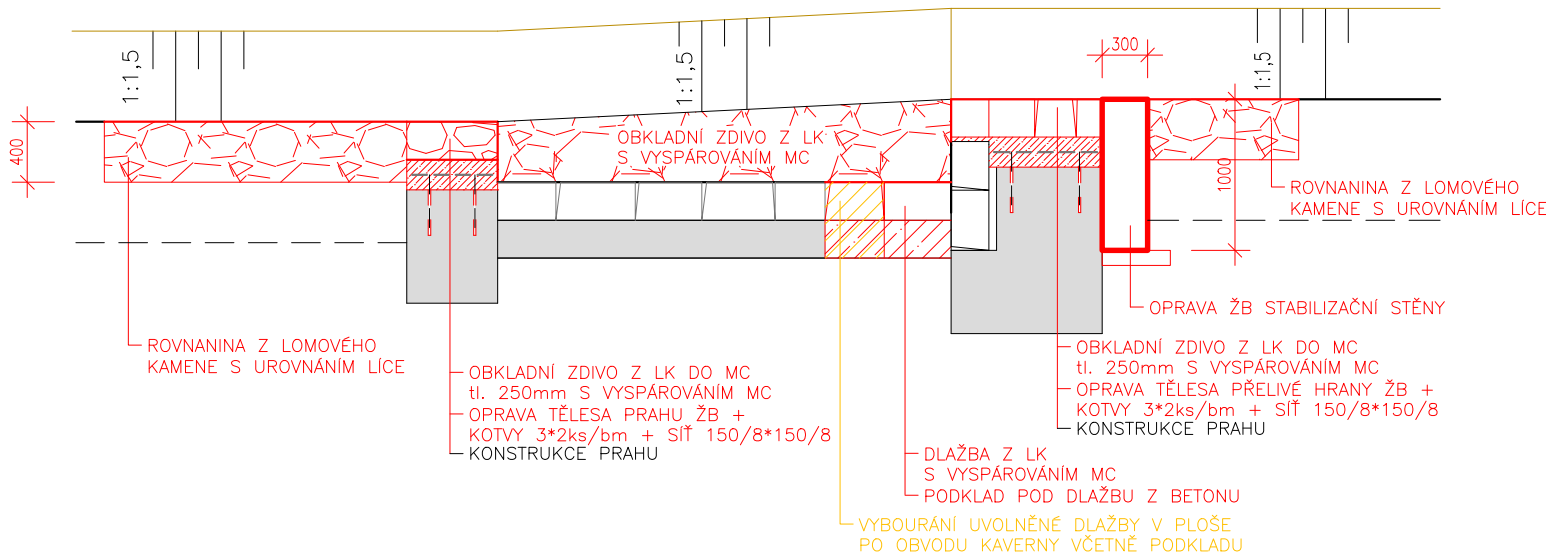 300
1:1,5
1:1,5
1:1,5
400
OBKLADNÍ ZDIVO Z LK
S VYSPÁROVÁNÍM MC
1000
ROVNANINA Z LOMOVÉHO
KAMENE S UROVNÁNÍM LÍCE
OPRAVA ŽB STABILIZAČNÍ STĚNY
ROVNANINA Z LOMOVÉHO
KAMENE S UROVNÁNÍM LÍCE
OBKLADNÍ ZDIVO Z LK DO MC
tl. 250mm S VYSPÁROVÁNÍM MC
OPRAVA TĚLESA PRAHU ŽB +
KOTVY 3*2ks/bm + SÍŤ 150/8*150/8
KONSTRUKCE PRAHU
OBKLADNÍ ZDIVO Z LK DO MC
tl. 250mm S VYSPÁROVÁNÍM MC
OPRAVA TĚLESA PŘELIVÉ HRANY ŽB +
KOTVY 3*2ks/bm + SÍŤ 150/8*150/8
KONSTRUKCE PRAHU
DLAŽBA Z LK
S VYSPÁROVÁNÍM MC
PODKLAD POD DLAŽBU Z BETONU
VYBOURÁNÍ UVOLNĚNÉ DLAŽBY V PLOŠE
PO OBVODU KAVERNY VČETNĚ PODKLADU